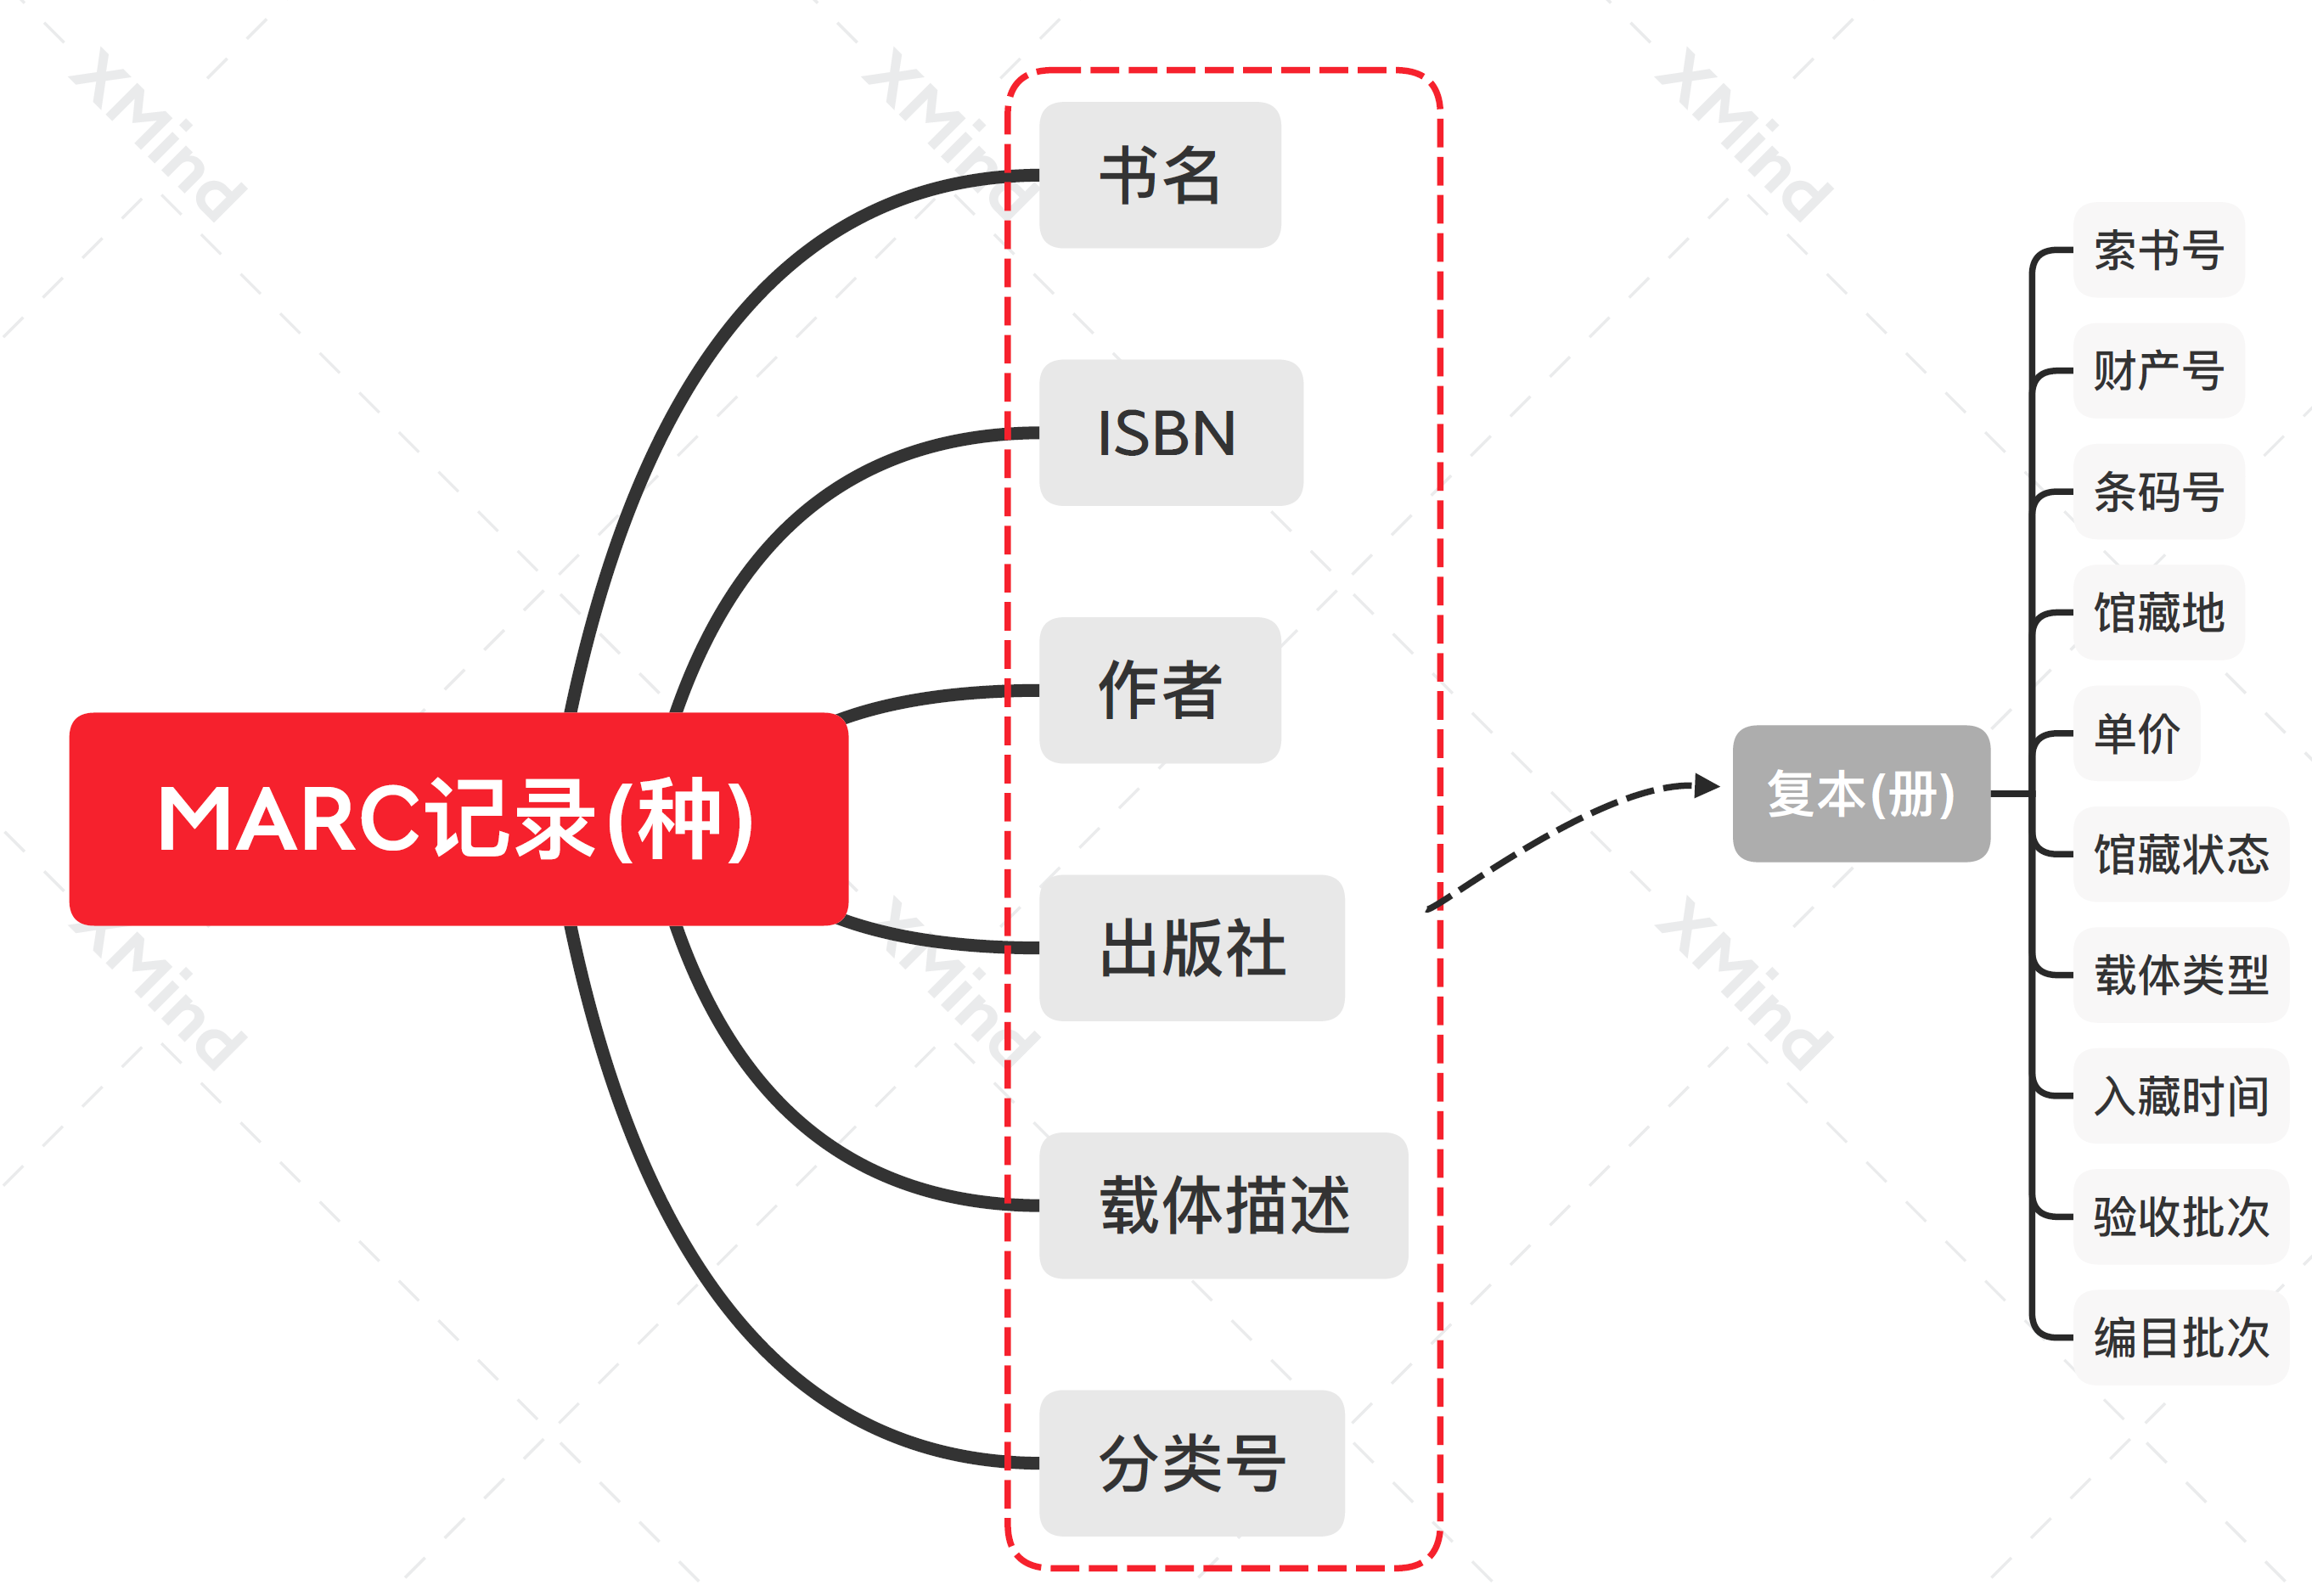 MARC记录(种)
书名
ISBN
作者
出版社
载体描述
分类号
复本(册)
索书号
财产号
条码号
馆藏地
单价
馆藏状态
载体类型
入藏时间
验收批次
编目批次
XMind
XMind
XMind
XMind
XMind
XMind